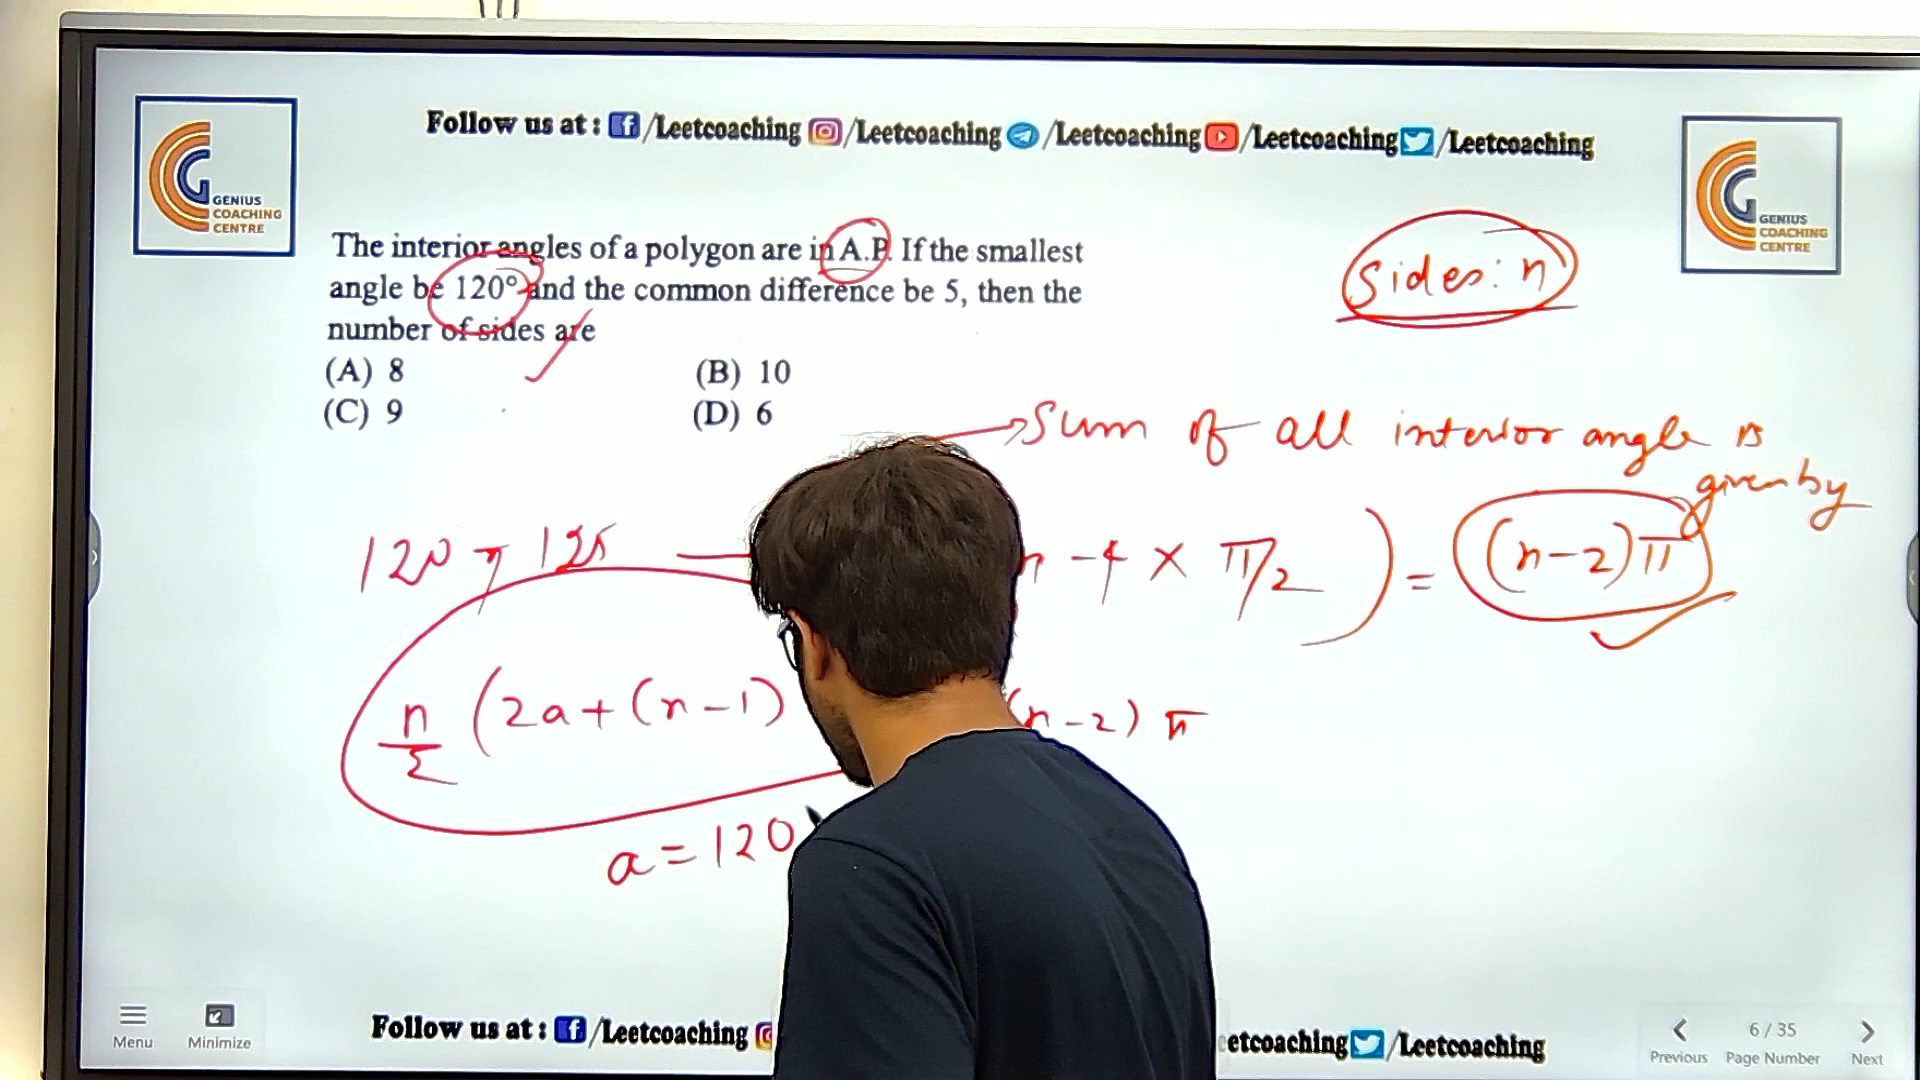 Follow us at : /Leetcoaching /Leetcoaching /Leetcoaching /Leetcoaching /Leetcoaching
GENIUS
COACHING
CENTRE
GENIUS
COACHING
CENTRE
The interior angles of a polygon are in A.P. If the smallest
angle be 120° and the common difference be 5, then the
number of sides are
(A) 8 (B) 10
(C) 9 (D) 6
Sides: n
Sum of all interior angle is
given by
120, 125 n - 4 × π/2 ) = (n-2)π
n/2 (2a+(n-1) (n-2) π
a=120
Menu
Minimize
Follow us at : /Leetcoaching etcoaching /Leetcoaching
6 / 35
Previous Page Number Next